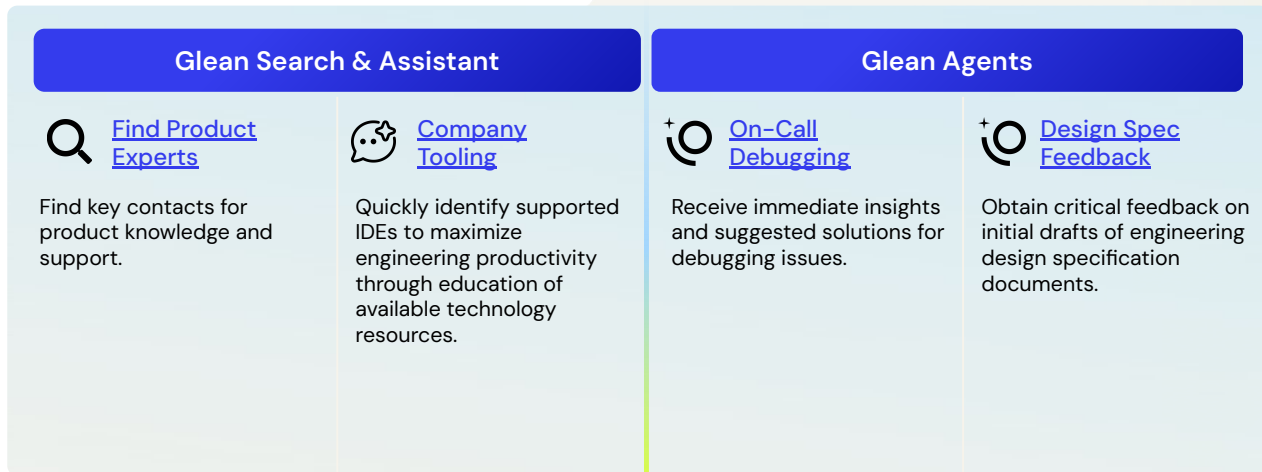 Glean Search & Assistant
Find Product
Experts
Find key contacts for
product knowledge and
support.
Company
Tooling
Quickly identify supported
IDEs to maximize
engineering productivity
through education of
available technology
resources.
Glean Agents
On-Call
Debugging
Receive immediate insights
and suggested solutions for
debugging issues.
Design Spec
Feedback
Obtain critical feedback on
initial drafts of engineering
design specification
documents.